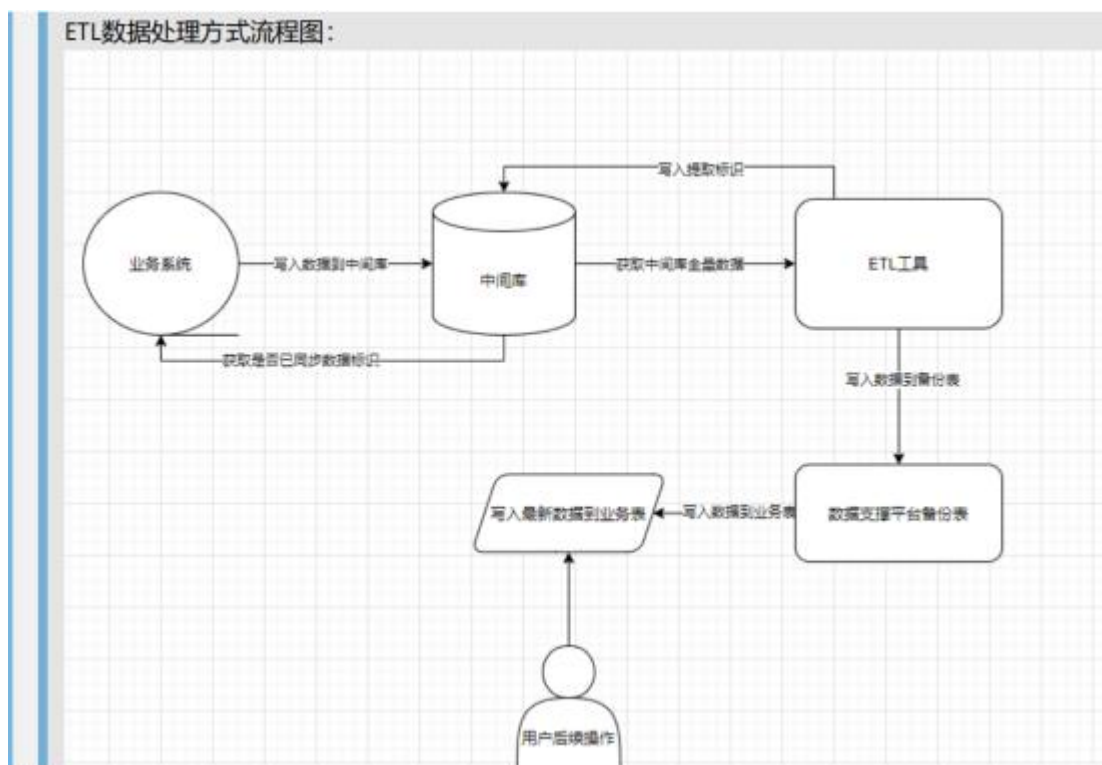 ETL数据处理方式流程图：
写入提取标识
业务系统
写入数据到中间库
中间库
获取中间库全量数据
ETL工具
获取是否已同步数据标识
写入数据到备份表
写入最新数据到业务表
写入数据到业务表
数据支撑平台备份表
用户后续操作